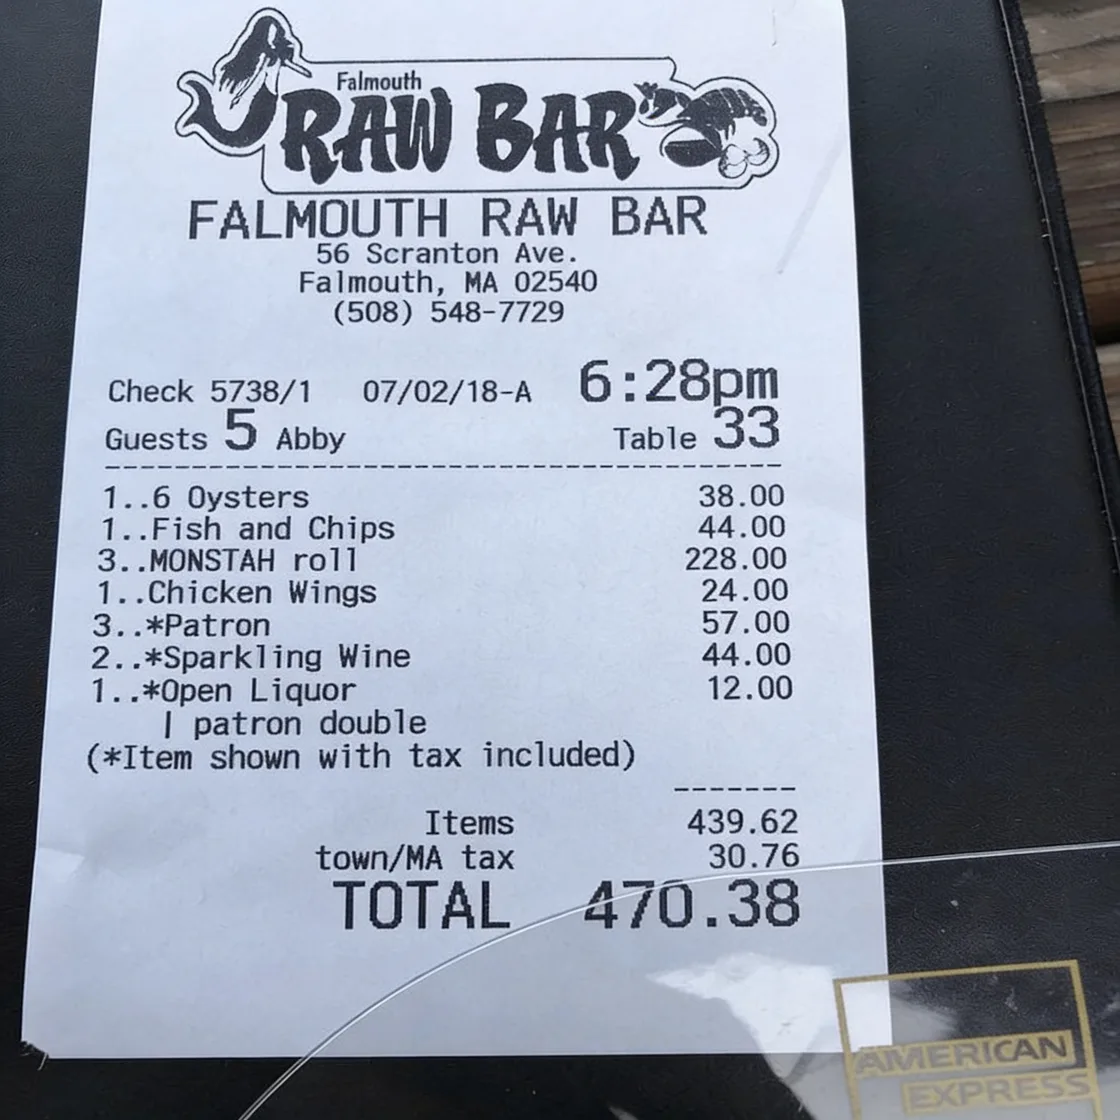 Falmouth
RAW BAR
FALMOUTH RAW BAR
56 Scranton Ave.
Falmouth, MA 02540
(508) 548-7729
Check 5738/1 07/02/18-A 6:28pm
Guests 5 Abby Table 33
1..6 Oysters 38.00
1..Fish and Chips 44.00
3..MONSTAH roll 228.00
1..Chicken Wings 24.00
3..*Patron 57.00
2..*Sparkling Wine 44.00
1..*Open Liquor 12.00
| patron double
(*Item shown with tax included)
Items 439.62
town/MA tax 30.76
TOTAL 470.38
AMERICAN
EXPRESS